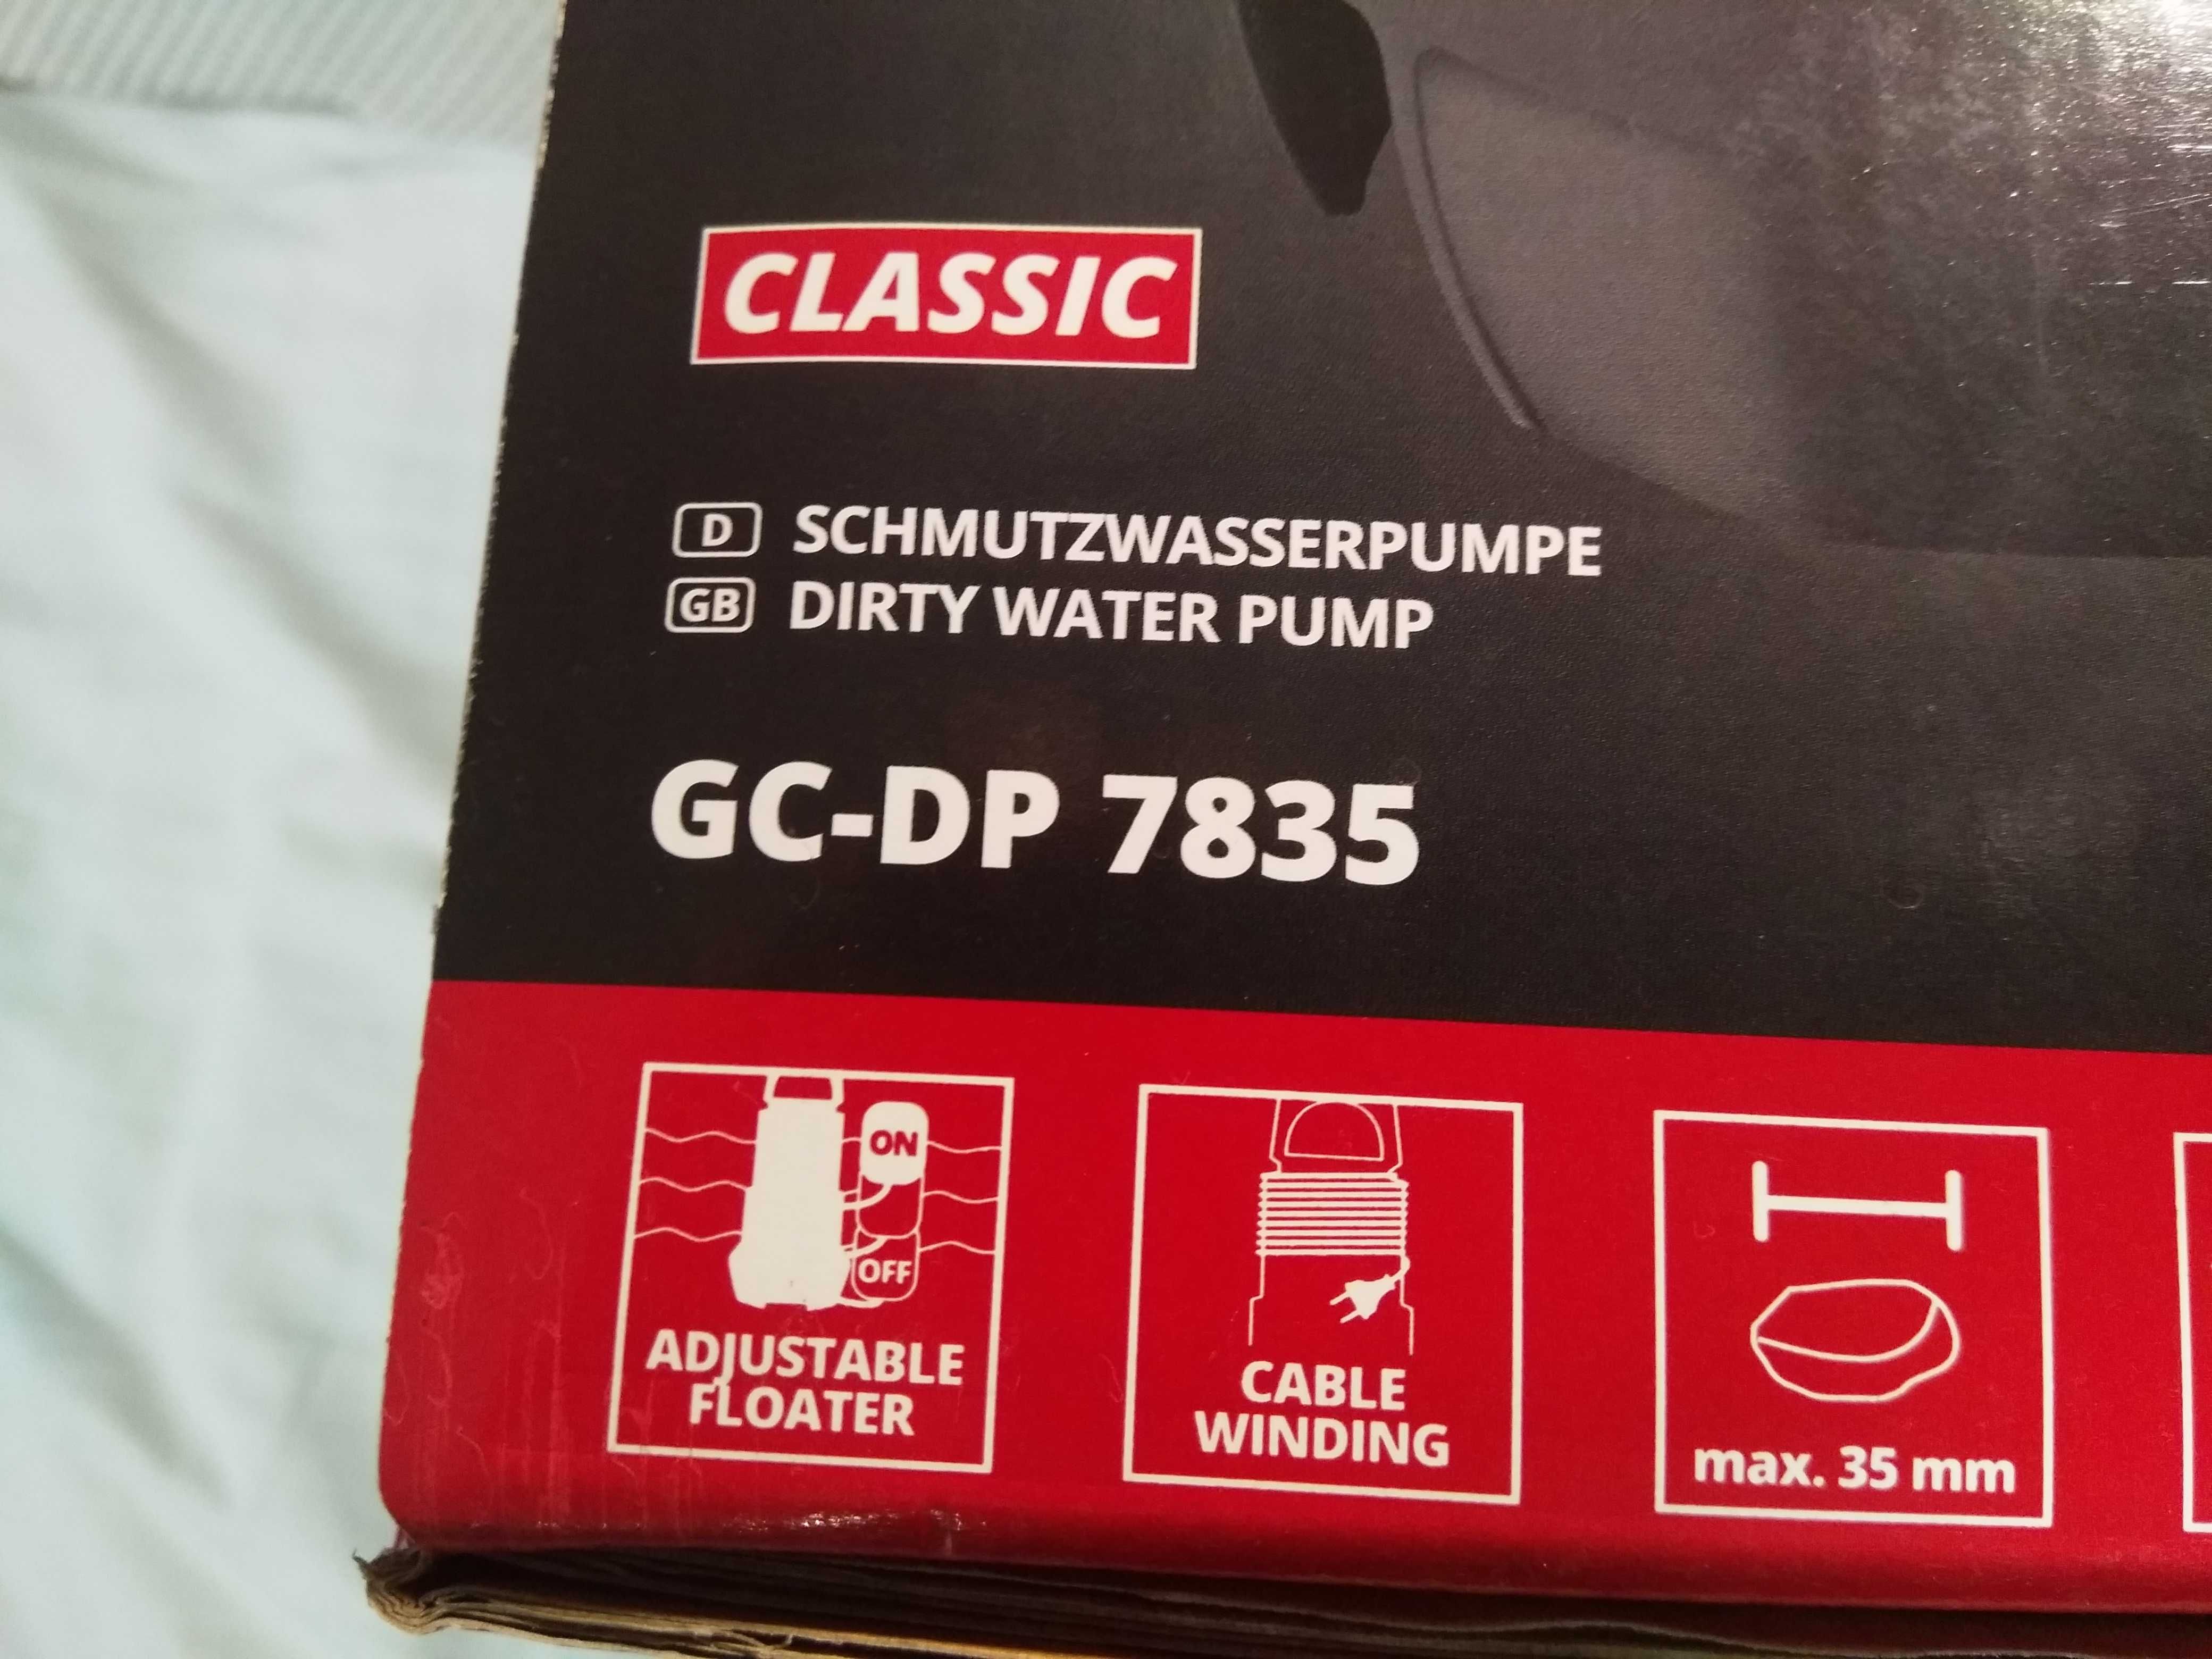 CLASSIC
D SCHMUTZWASSERPUMPE
GB DIRTY WATER PUMP
GC-DP 7835
ON
OFF
ADJUSTABLE
FLOATER
CABLE
WINDING
max. 35 mm